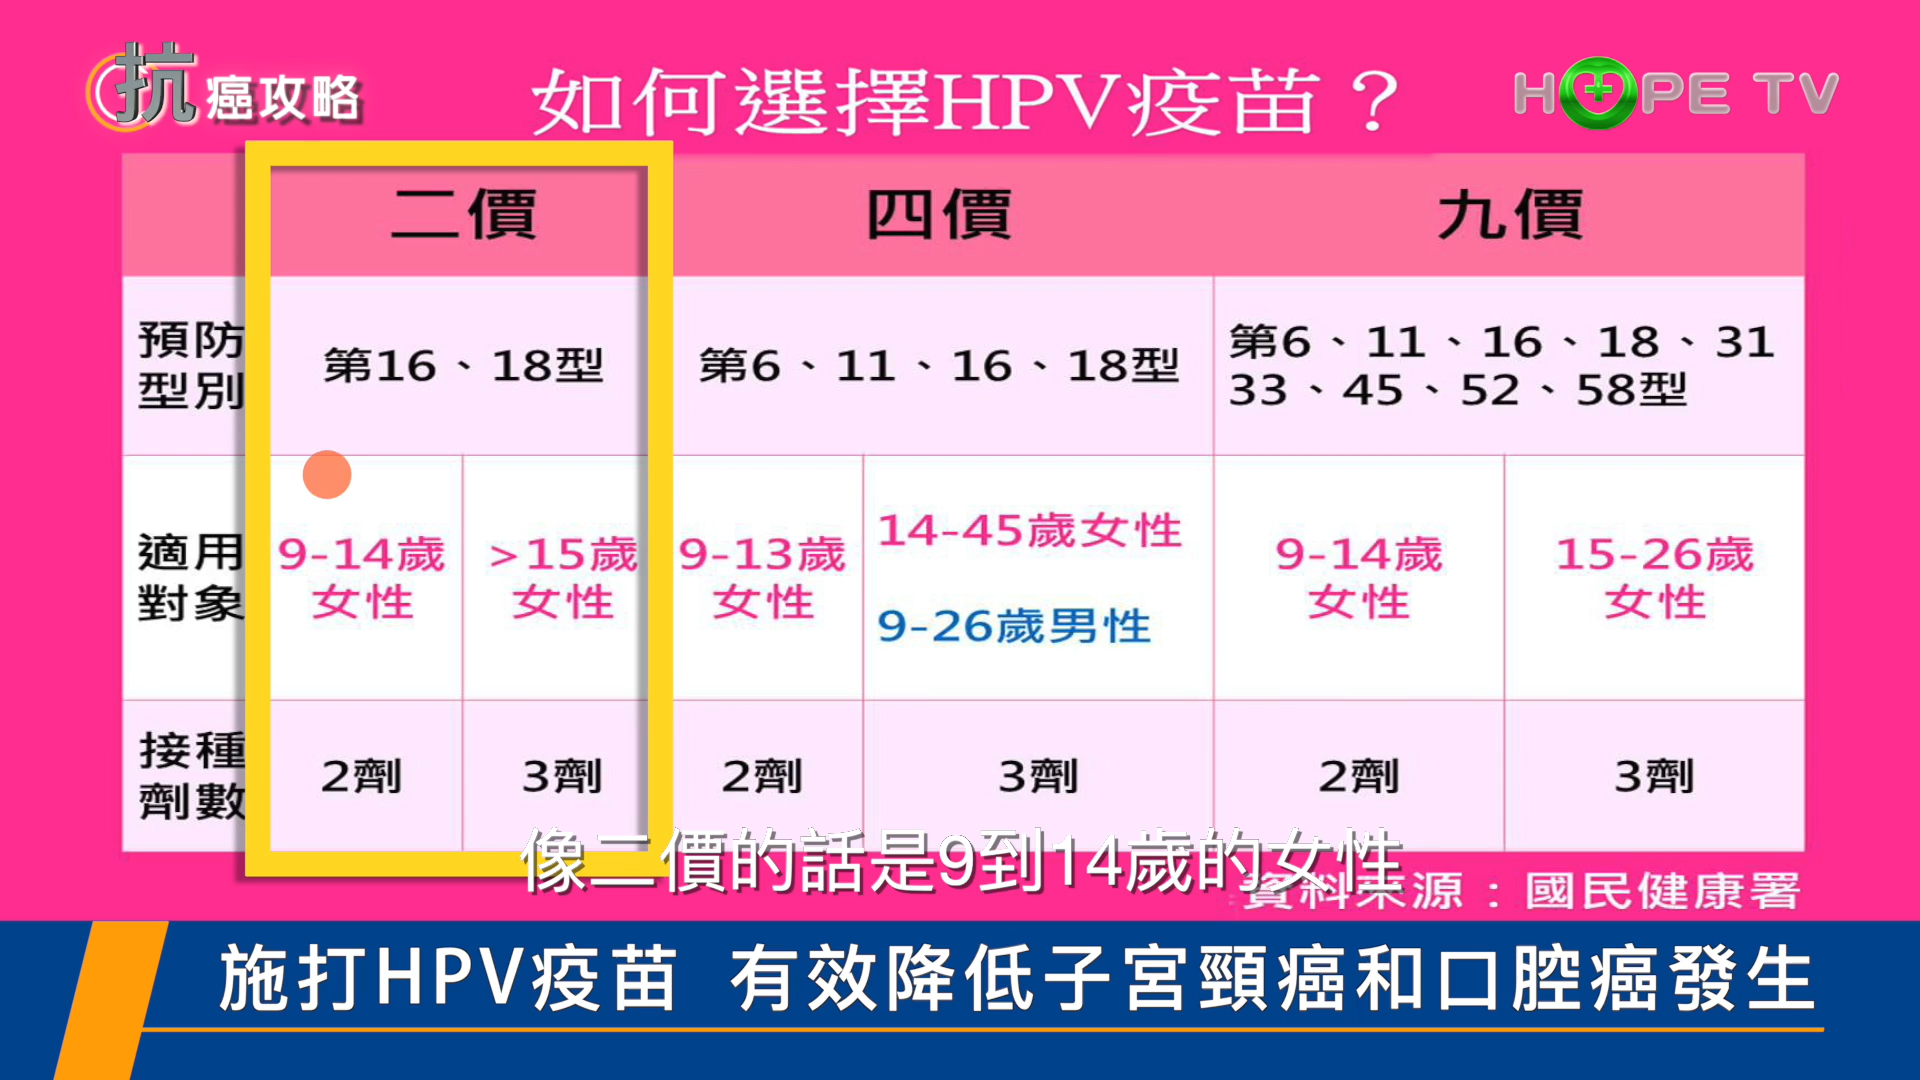 抗癌攻略
如何選擇HPV疫苗？
HOPE TV
二價
四價
九價
預防
型別
第16、18型
第6、11、16、18型
第6、11、16、18、31
33、45、52、58型
適用
對象
9-14歲
女性
>15歲
女性
9-13歲
女性
14-45歲女性
9-26歲男性
9-14歲
女性
15-26歲
女性
接種
劑數
2劑
3劑
2劑
3劑
2劑
3劑
像二價的話是9到14歲的女性
資料來源：國民健康署
施打HPV疫苗 有效降低子宮頸癌和口腔癌發生